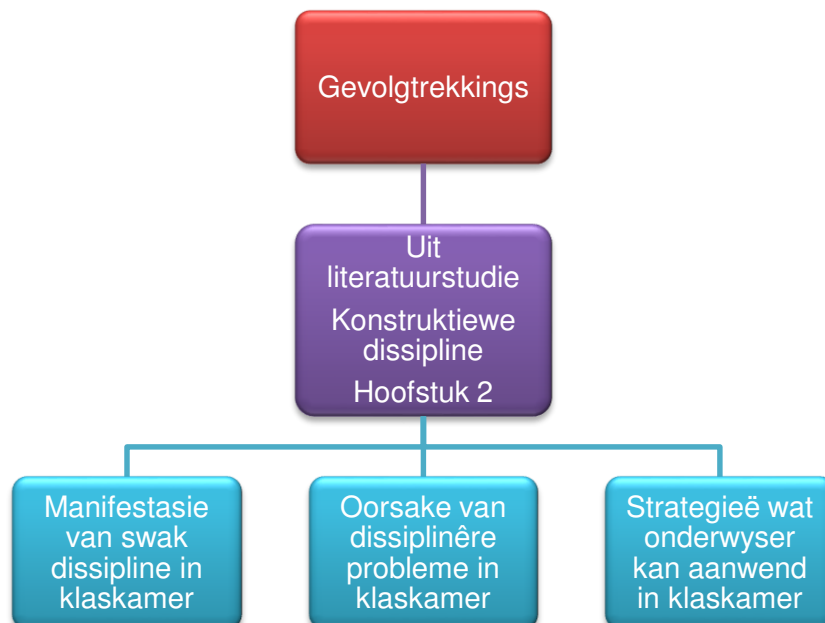 Gevolgtrekkings
Uit
literatuurstudie
Konstruktiewe
dissipline
Hoofstuk 2
Manifestasie
van swak
dissipline in
klaskamer
Oorsake van
dissiplinêre
probleme in
klaskamer
Strategieë wat
onderwyser
kan aanwend
in klaskamer